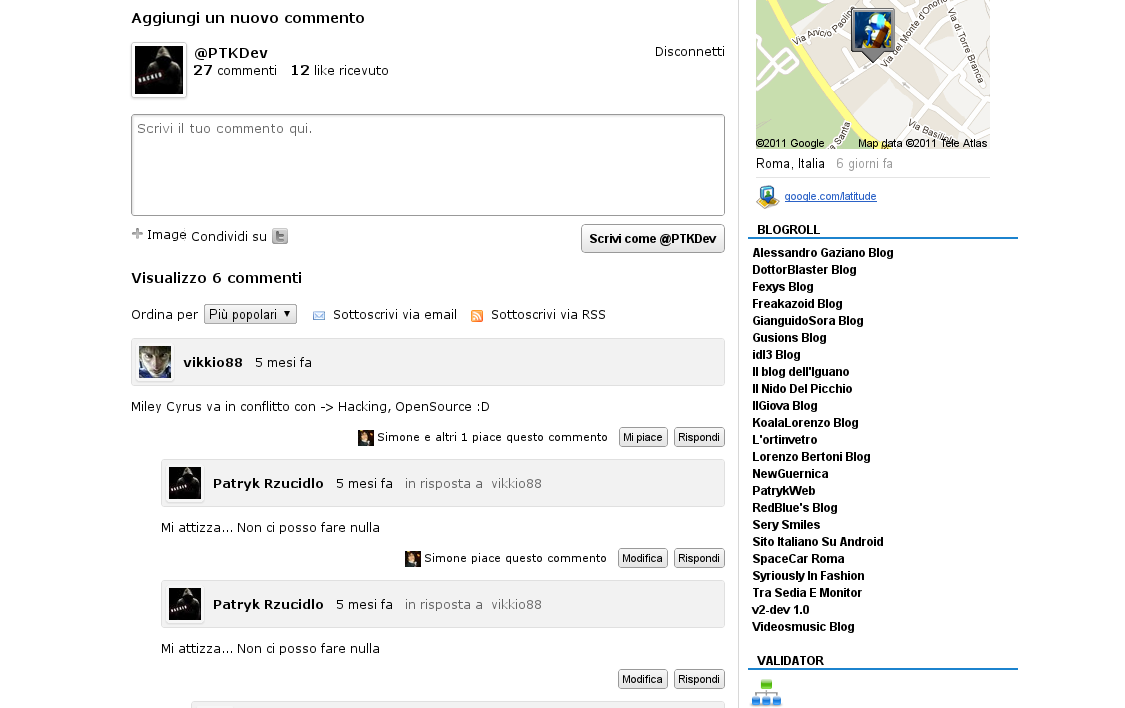 Aggiungi un nuovo commento
@PTKDev
27 commenti 12 like ricevuto
Disconnetti
Scrivi il tuo commento qui.
Image Condividi su
Scrivi come @PTKDev
Visualizzo 6 commenti
Ordina per Più popolari ▼ Sottoscrivi via email Sottoscrivi via RSS
vikkio88 5 mesi fa
Miley Cyrus va in conflitto con -> Hacking, OpenSource :D
Simone e altri 1 piace questo commento Mi piace Rispondi
Patryk Rzucidlo 5 mesi fa in risposta a vikkio88
Mi attizza... Non ci posso fare nulla
Simone piace questo commento Modifica Rispondi
Patryk Rzucidlo 5 mesi fa in risposta a vikkio88
Mi attizza... Non ci posso fare nulla
Modifica Rispondi
Via Anicio Paolino
Via del Monte d'Onorio
Via di Torre Branca
Santa
Via Basilin
©2011 Google Map data ©2011 Tele Atlas
Roma, Italia 6 giorni fa
google.com/latitude
BLOGROLL
Alessandro Gaziano Blog
DottorBlaster Blog
Fexys Blog
Freakazoid Blog
GianguidoSora Blog
Gusions Blog
idl3 Blog
Il blog dell'Iguano
Il Nido Del Picchio
IlGiova Blog
KoalaLorenzo Blog
L'ortinvetro
Lorenzo Bertoni Blog
NewGuernica
PatrykWeb
RedBlue's Blog
Sery Smiles
Sito Italiano Su Android
SpaceCar Roma
Syriously In Fashion
Tra Sedia E Monitor
v2-dev 1.0
Videosmusic Blog
VALIDATOR